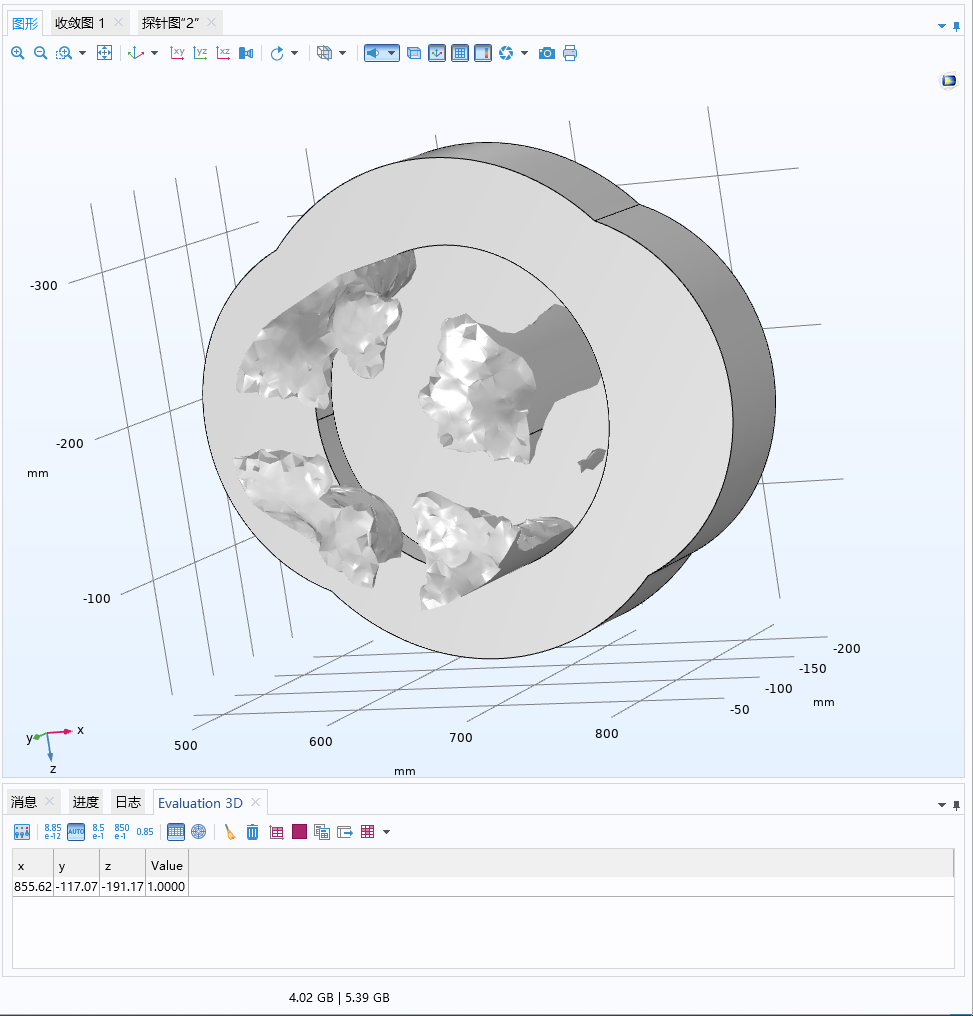 图形 收敛图 1 探针图“2”
xy yz xz
-300
-200
mm
-100
500
600
700
800
mm
-200
-150
-100
-50
mm
y x
z
消息 进度 日志 Evaluation 3D
8.85 e-12 AUTO 8.5 e-1 850 e-1 0.85
x y z Value
855.62 -117.07 -191.17 1.0000
4.02 GB | 5.39 GB